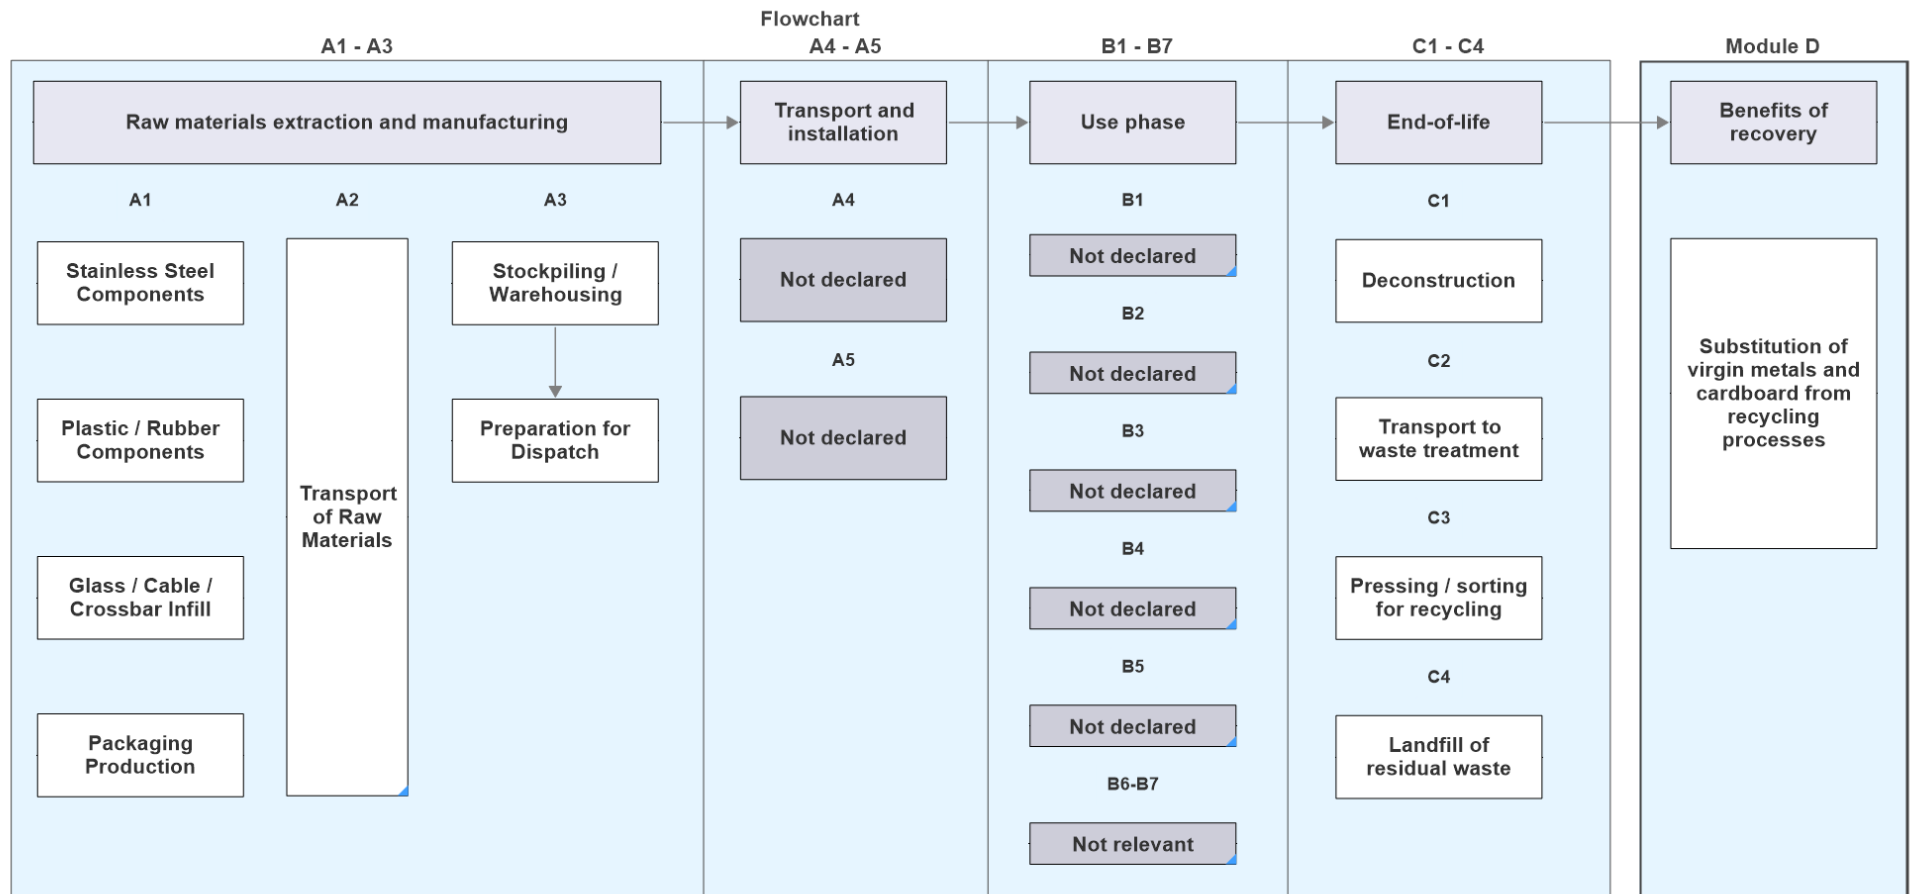 Flowchart
A1 - A3
A4 - A5
B1 - B7
C1 - C4
Module D
Raw materials extraction and manufacturing
Transport and
installation
Use phase
End-of-life
Benefits of
recovery
A1
Stainless Steel
Components
Plastic / Rubber
Components
Glass / Cable /
Crossbar Infill
Packaging
Production
A2
Transport
of Raw
Materials
A3
Stockpiling /
Warehousing
Preparation for
Dispatch
A4
Not declared
A5
Not declared
B1
Not declared
B2
Not declared
B3
Not declared
B4
Not declared
B5
Not declared
B6-B7
Not relevant
C1
Deconstruction
C2
Transport to
waste treatment
C3
Pressing / sorting
for recycling
C4
Landfill of
residual waste
Substitution of
virgin metals and
cardboard from
recycling
processes